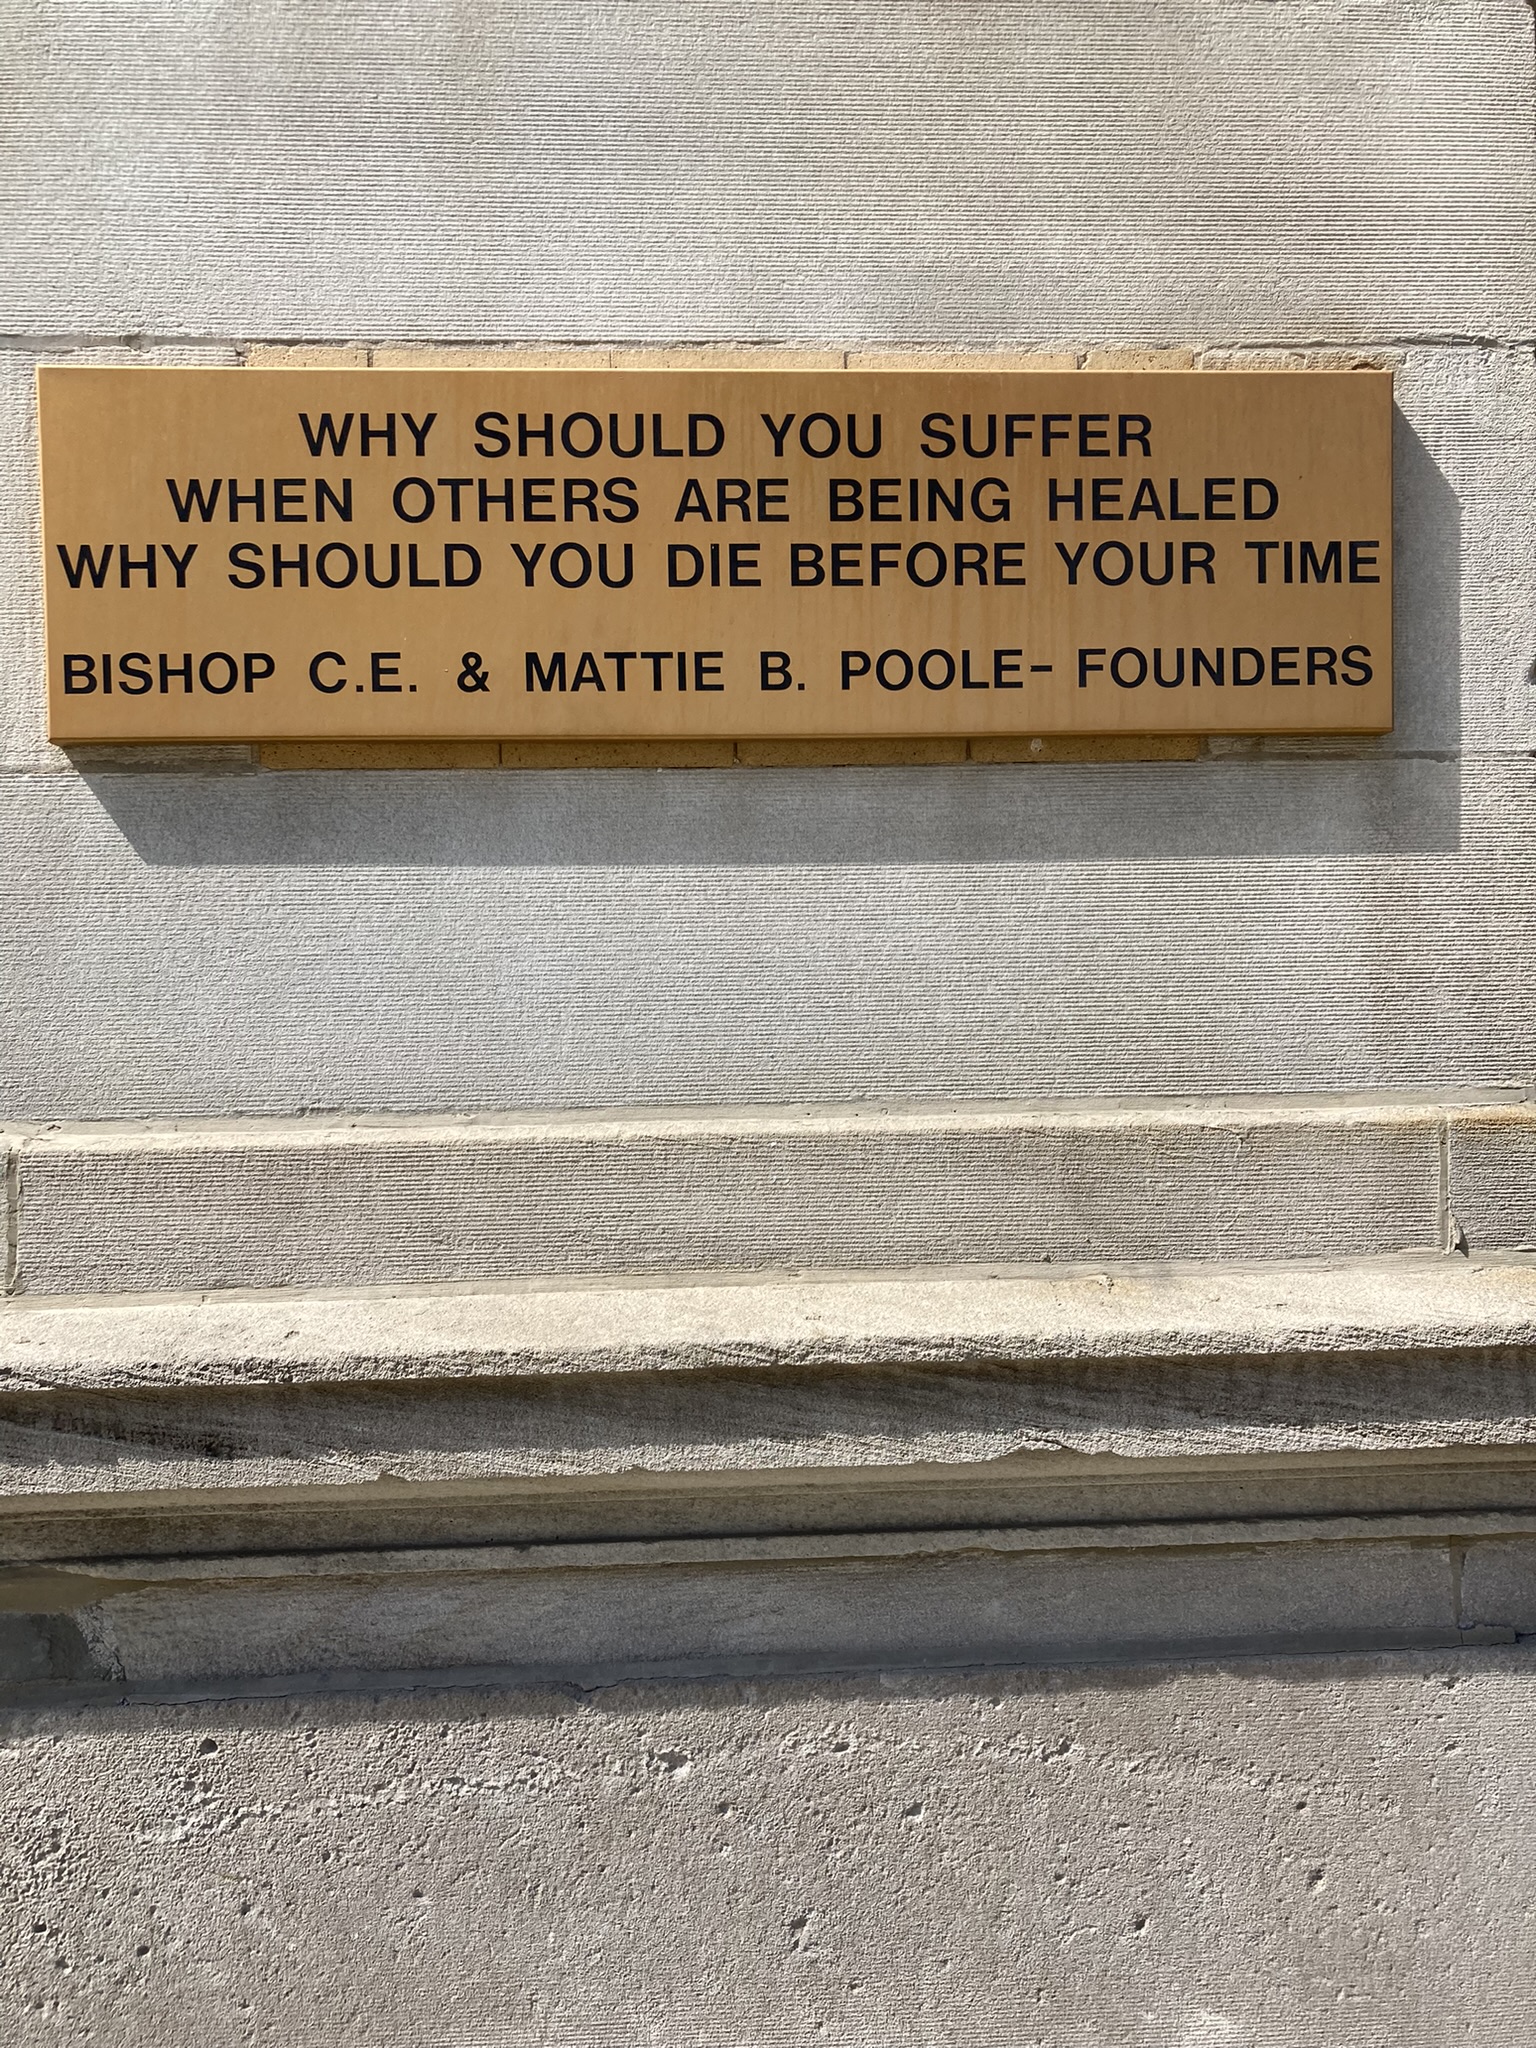 WHY SHOULD YOU SUFFER
WHEN OTHERS ARE BEING HEALED
WHY SHOULD YOU DIE BEFORE YOUR TIME
BISHOP C.E. & MATTIE B. POOLE- FOUNDERS